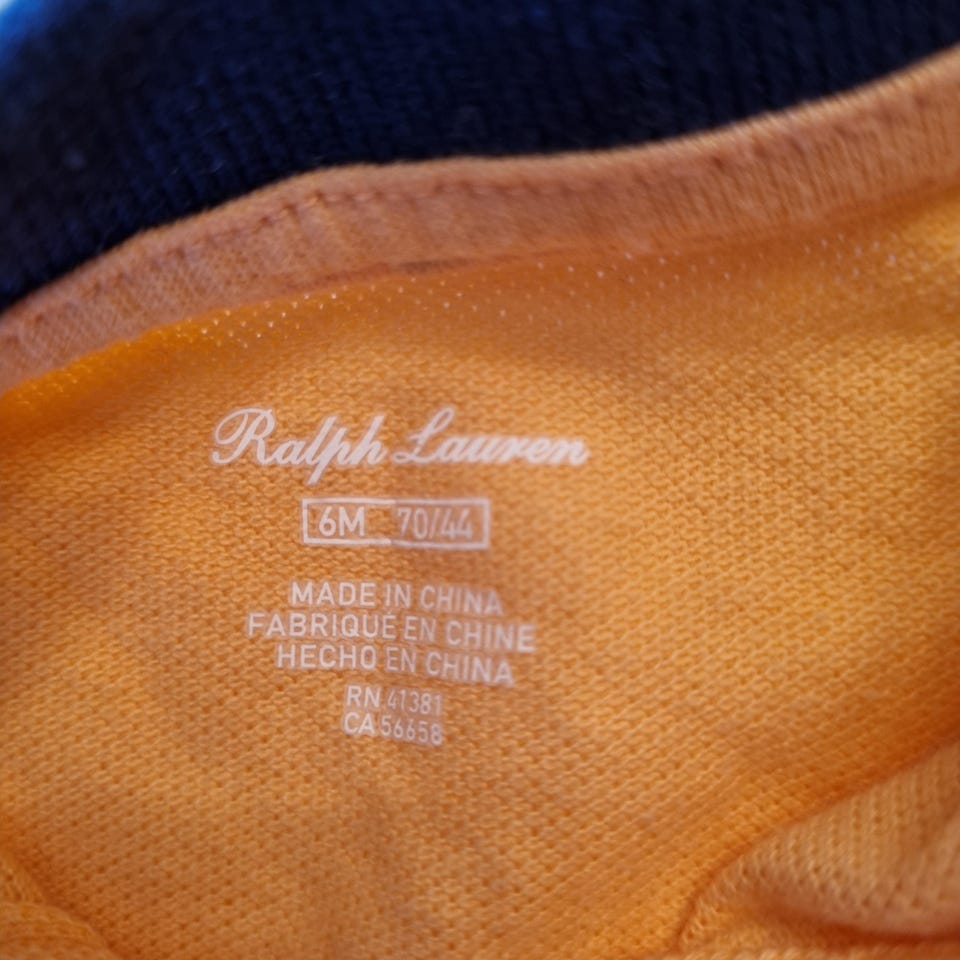 Ralph Lauren
6M 70/44
MADE IN CHINA
FABRIQUÉ EN CHINE
HECHO EN CHINA
RN 41381
CA 56658